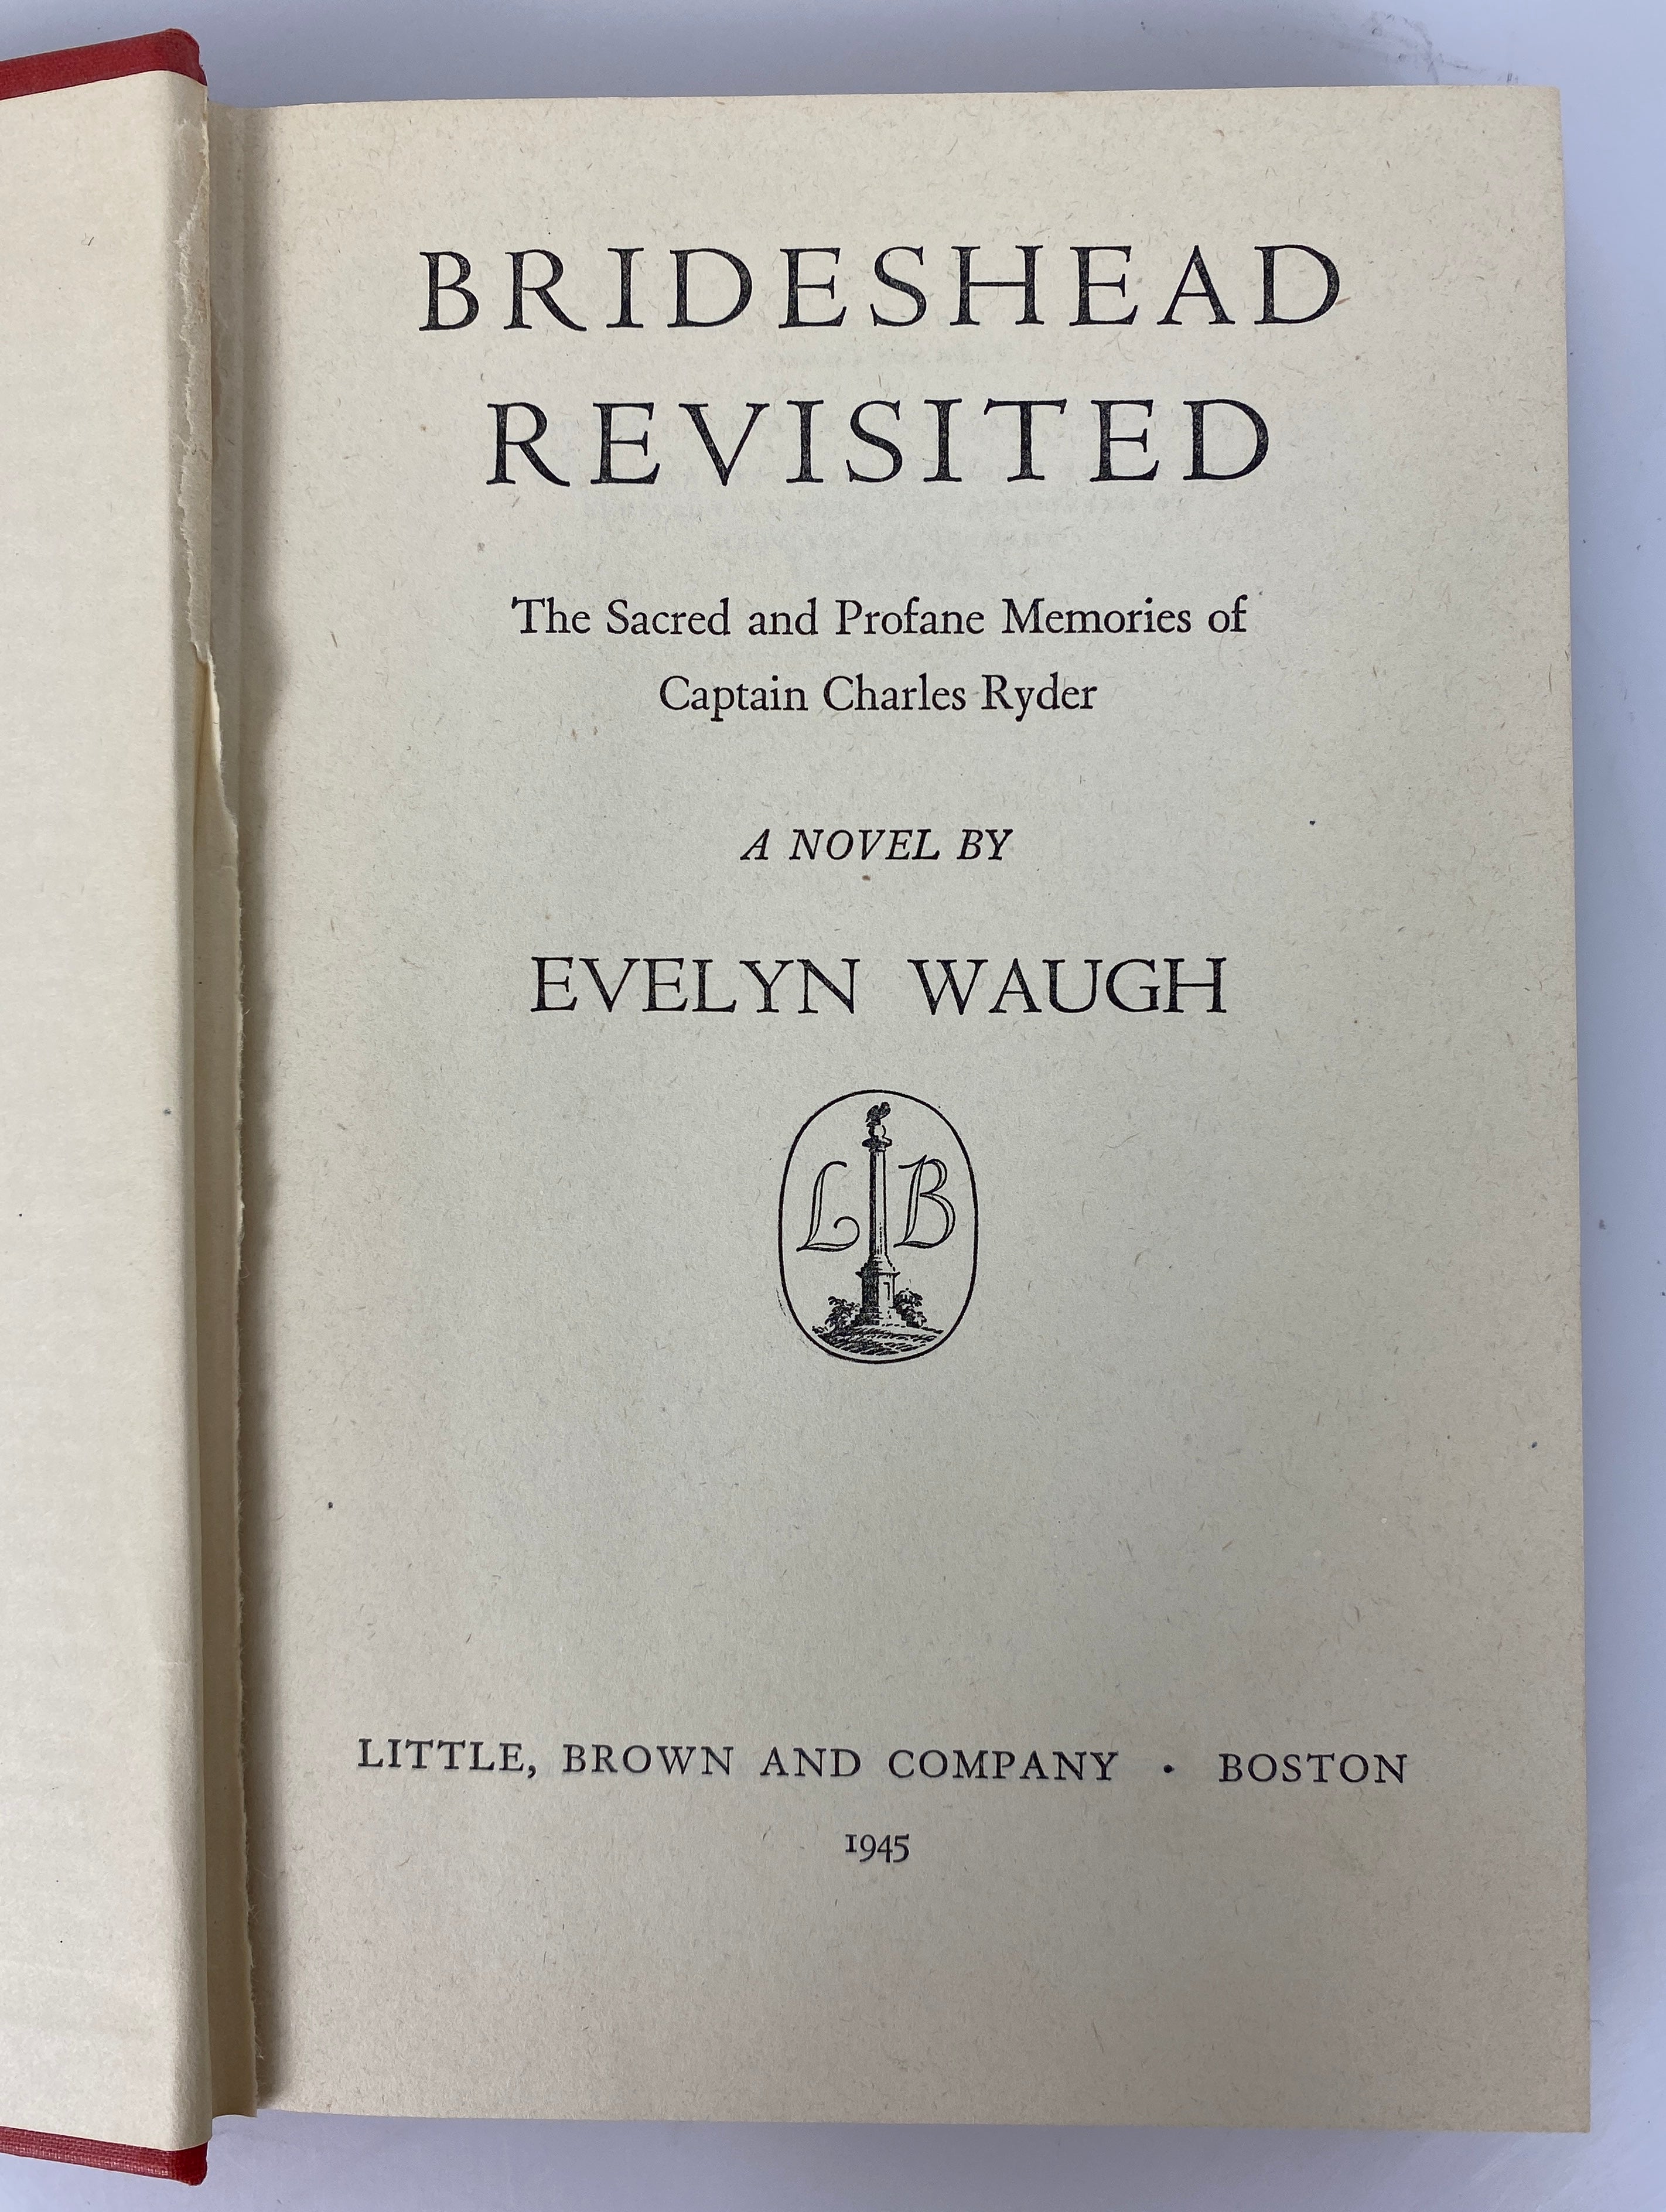 BRIDESHEAD
REVISITED
The Sacred and Profane Memories of
Captain Charles Ryder
A NOVEL BY
EVELYN WAUGH
L B
LITTLE, BROWN AND COMPANY · BOSTON
1945